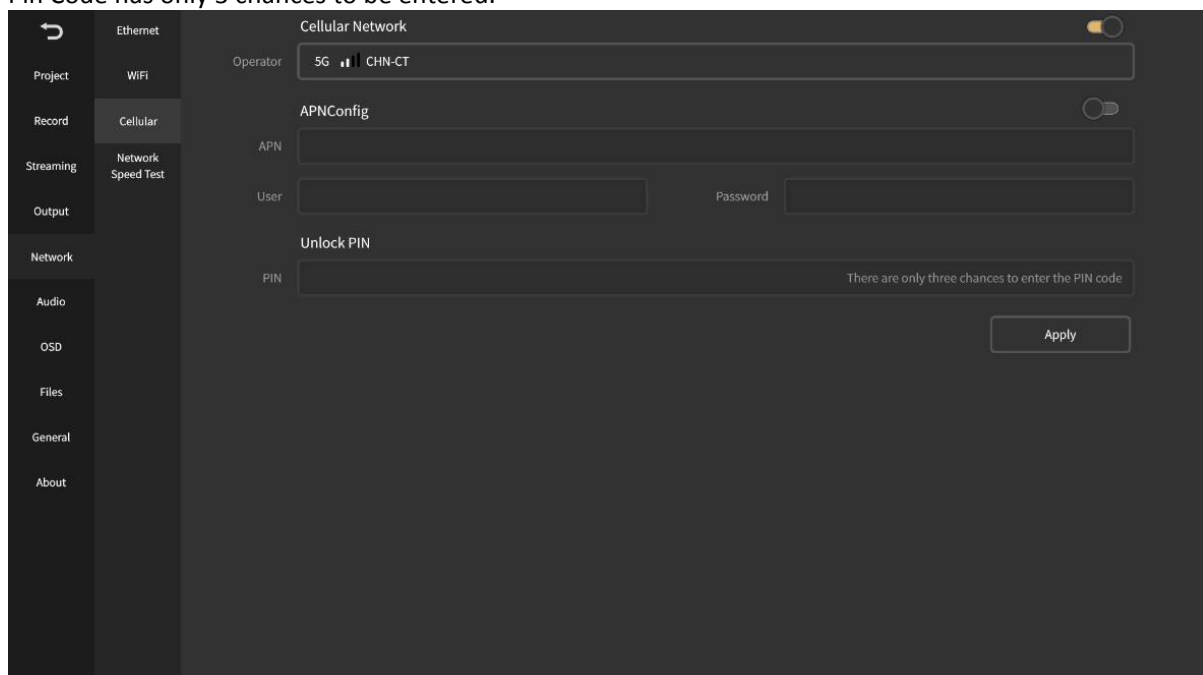 Pin Code has only 3 chances to be entered.
Ethernet
Project
WiFi
Record
Cellular
Streaming
Network
Speed Test
Output
Network
Audio
OSD
Files
General
About
Cellular Network
Operator 5G CHN-CT
APNConfig
APN
User Password
Unlock PIN
PIN There are only three chances to enter the PIN code
Apply